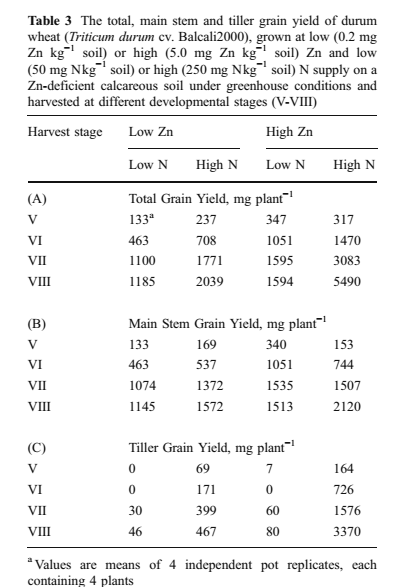 Table 3 The total, main stem and tiller grain yield of durum
wheat (Triticum durum cv. Balcali2000), grown at low (0.2 mg
Zn kg⁻¹ soil) or high (5.0 mg Zn kg⁻¹ soil) Zn and low
(50 mg Nkg⁻¹ soil) or high (250 mg Nkg⁻¹ soil) N supply on a
Zn-deficient calcareous soil under greenhouse conditions and
harvested at different developmental stages (V-VIII)
Harvest stage Low Zn High Zn
Low N High N Low N High N
(A) Total Grain Yield, mg plant⁻¹
V 133ᵃ 237 347 317
VI 463 708 1051 1470
VII 1100 1771 1595 3083
VIII 1185 2039 1594 5490
(B) Main Stem Grain Yield, mg plant⁻¹
V 133 169 340 153
VI 463 537 1051 744
VII 1074 1372 1535 1507
VIII 1145 1572 1513 2120
(C) Tiller Grain Yield, mg plant⁻¹
V 0 69 7 164
VI 0 171 0 726
VII 30 399 60 1576
VIII 46 467 80 3370
ᵃ Values are means of 4 independent pot replicates, each
containing 4 plants